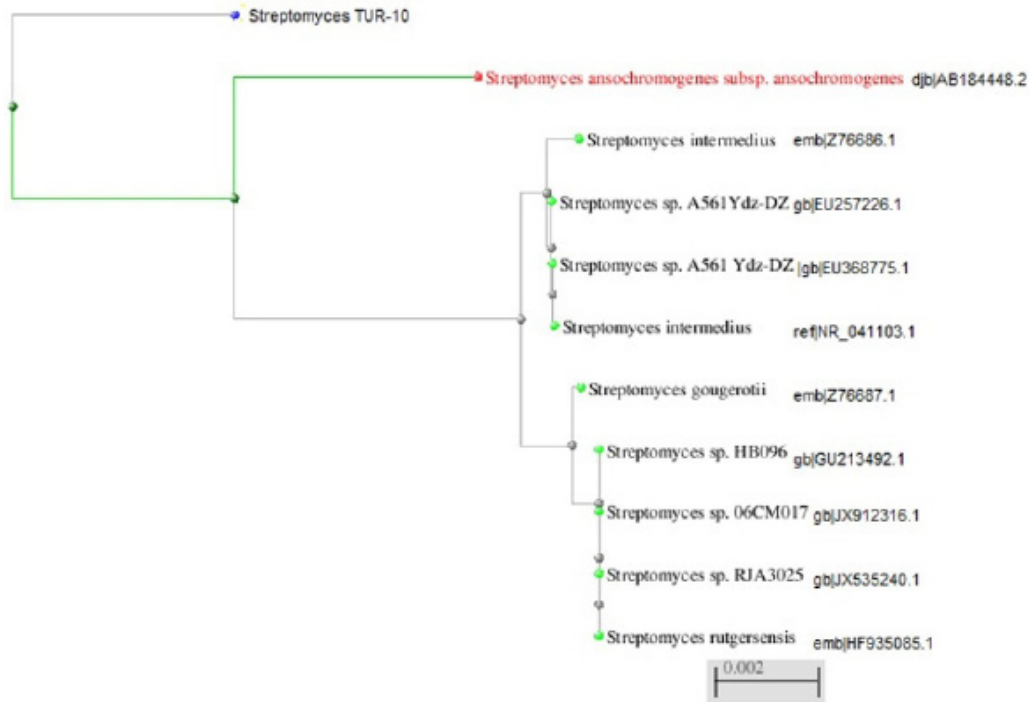 Streptomyces TUR-10
Streptomyces ansochromogenes subsp. ansochromogenes djb|AB184448.2
Streptomyces intermedius emb|Z76686.1
Streptomyces sp. A561Ydz-DZ gb|EU257226.1
Streptomyces sp. A561 Ydz-DZ |gb|EU368775.1
Streptomyces intermedius ref|NR_041103.1
Streptomyces gougerotii emb|Z76687.1
Streptomyces sp. HB096 gb|GU213492.1
Streptomyces sp. 06CM017 gb|JX912316.1
Streptomyces sp. RJA3025 gb|JX535240.1
Streptomyces rutgersensis emb|HF935085.1
0.002